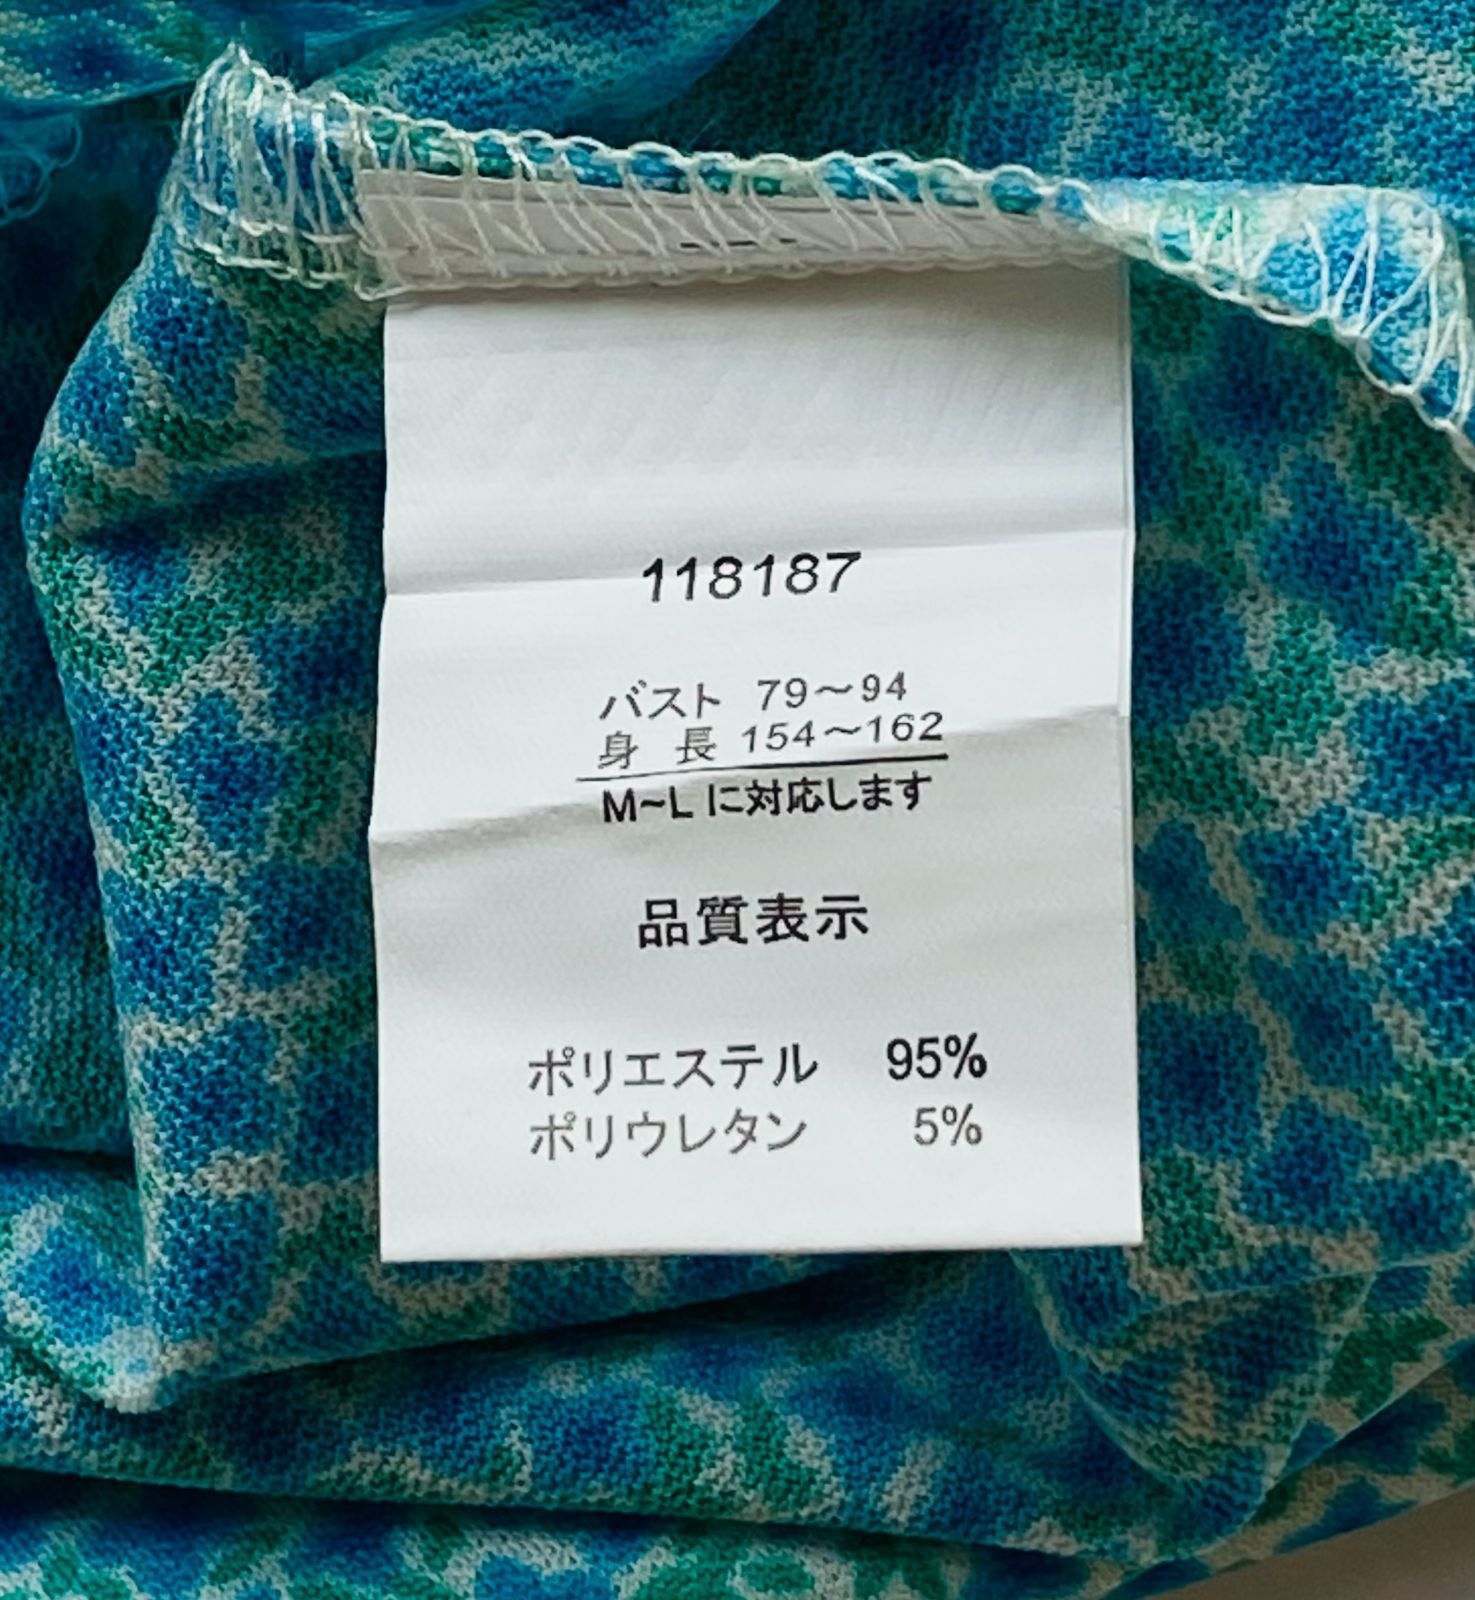 118187
バスト 79～94
身 長 154～162
M~L に対応します
品質表示
ポリエステル 95%
ポリウレタン 5%